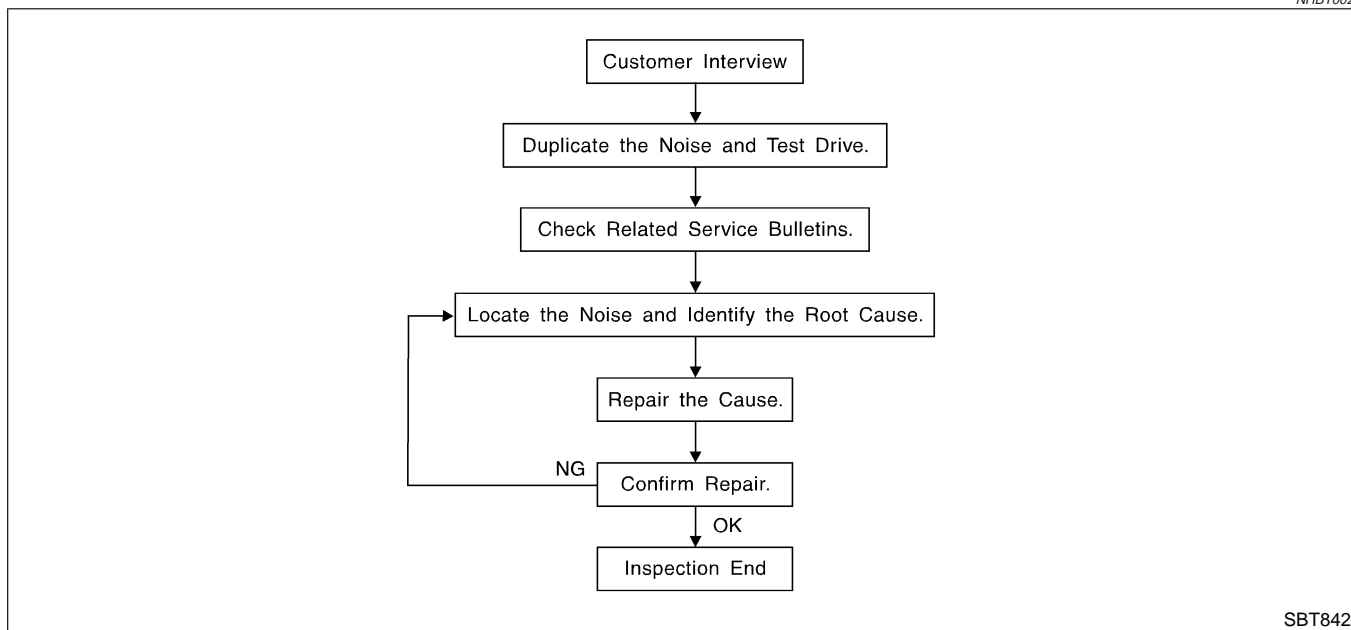 Customer Interview
Duplicate the Noise and Test Drive.
Check Related Service Bulletins.
Locate the Noise and Identify the Root Cause.
Repair the Cause.
NG
Confirm Repair.
OK
Inspection End
SBT842